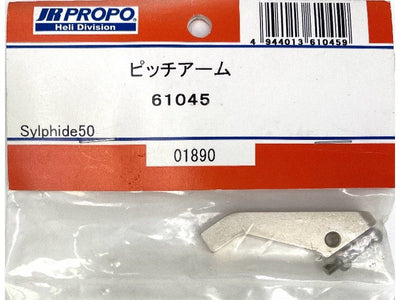 JR PROPO
Heli Division
4 944013 610459
ピッチアーム
61045
Sylphide50
01890